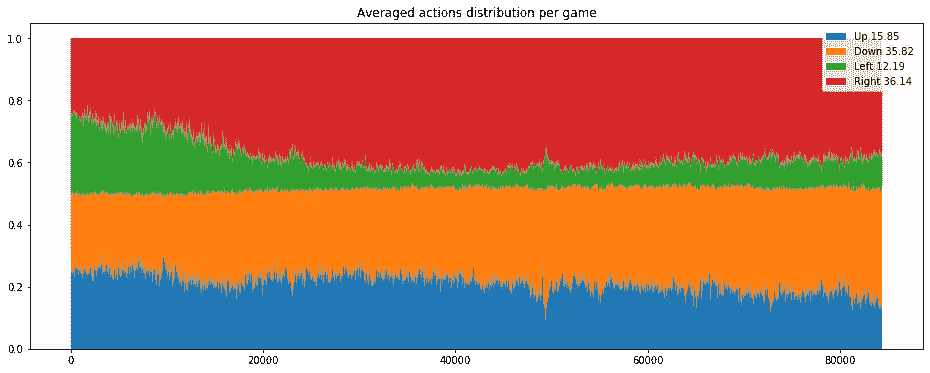 Averaged actions distribution per game
Up 15.85
Down 35.82
Left 12.19
Right 36.14
1.0
0.8
0.6
0.4
0.2
0.0
0
20000
40000
60000
80000